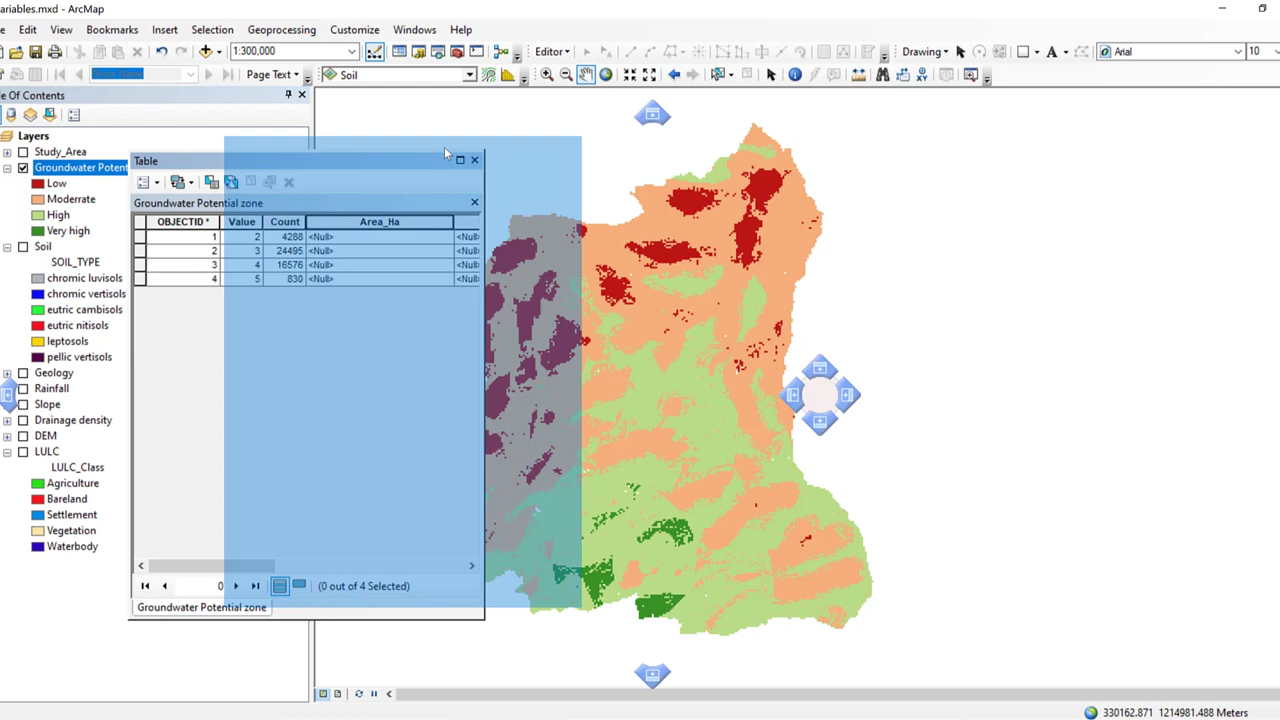 ariables.mxd - ArcMap
Edit View Bookmarks Insert Selection Geoprocessing Customize Windows Help
1:300,000 Editor Drawing A Arial 10
Page Text Soil
le Of Contents
Layers
Study_Area
Groundwater Potent
Low
Moderate
High
Very high
Soil
SOIL_TYPE
chromic luvisols
chromic vertisols
eutric cambisols
eutric nitisols
leptosols
pellic vertisols
Geology
Rainfall
Slope
Drainage density
DEM
LULC
LULC_Class
Agriculture
Bareland
Settlement
Vegetation
Waterbody
Table
Groundwater Potential zone
OBJECTID * Value Count Area_Ha
1 2 4288 <Null> <Null
2 3 24495 <Null> <Null
3 4 16576 <Null> <Null
4 5 830 <Null> <Null
0 (0 out of 4 Selected)
Groundwater Potential zone
330162.871 1214981.488 Meters